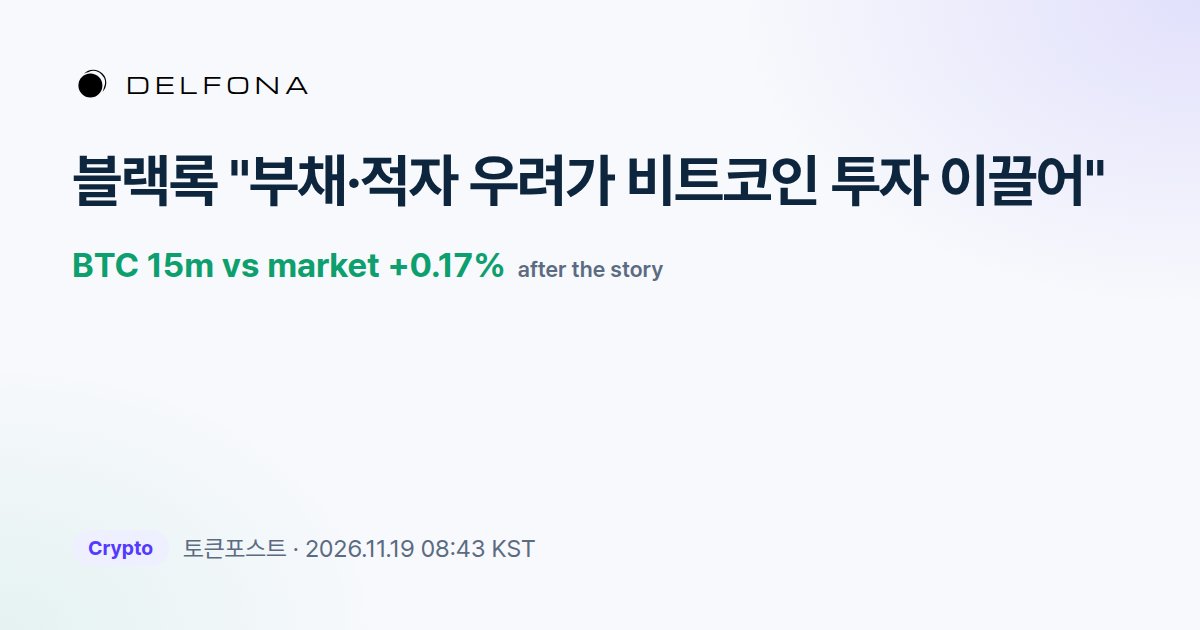 DELFONA
블랙록 "부채·적자 우려가 비트코인 투자 이끌어"
BTC 15m vs market +0.17% after the story
Crypto 토큰포스트 · 2026.11.19 08:43 KST